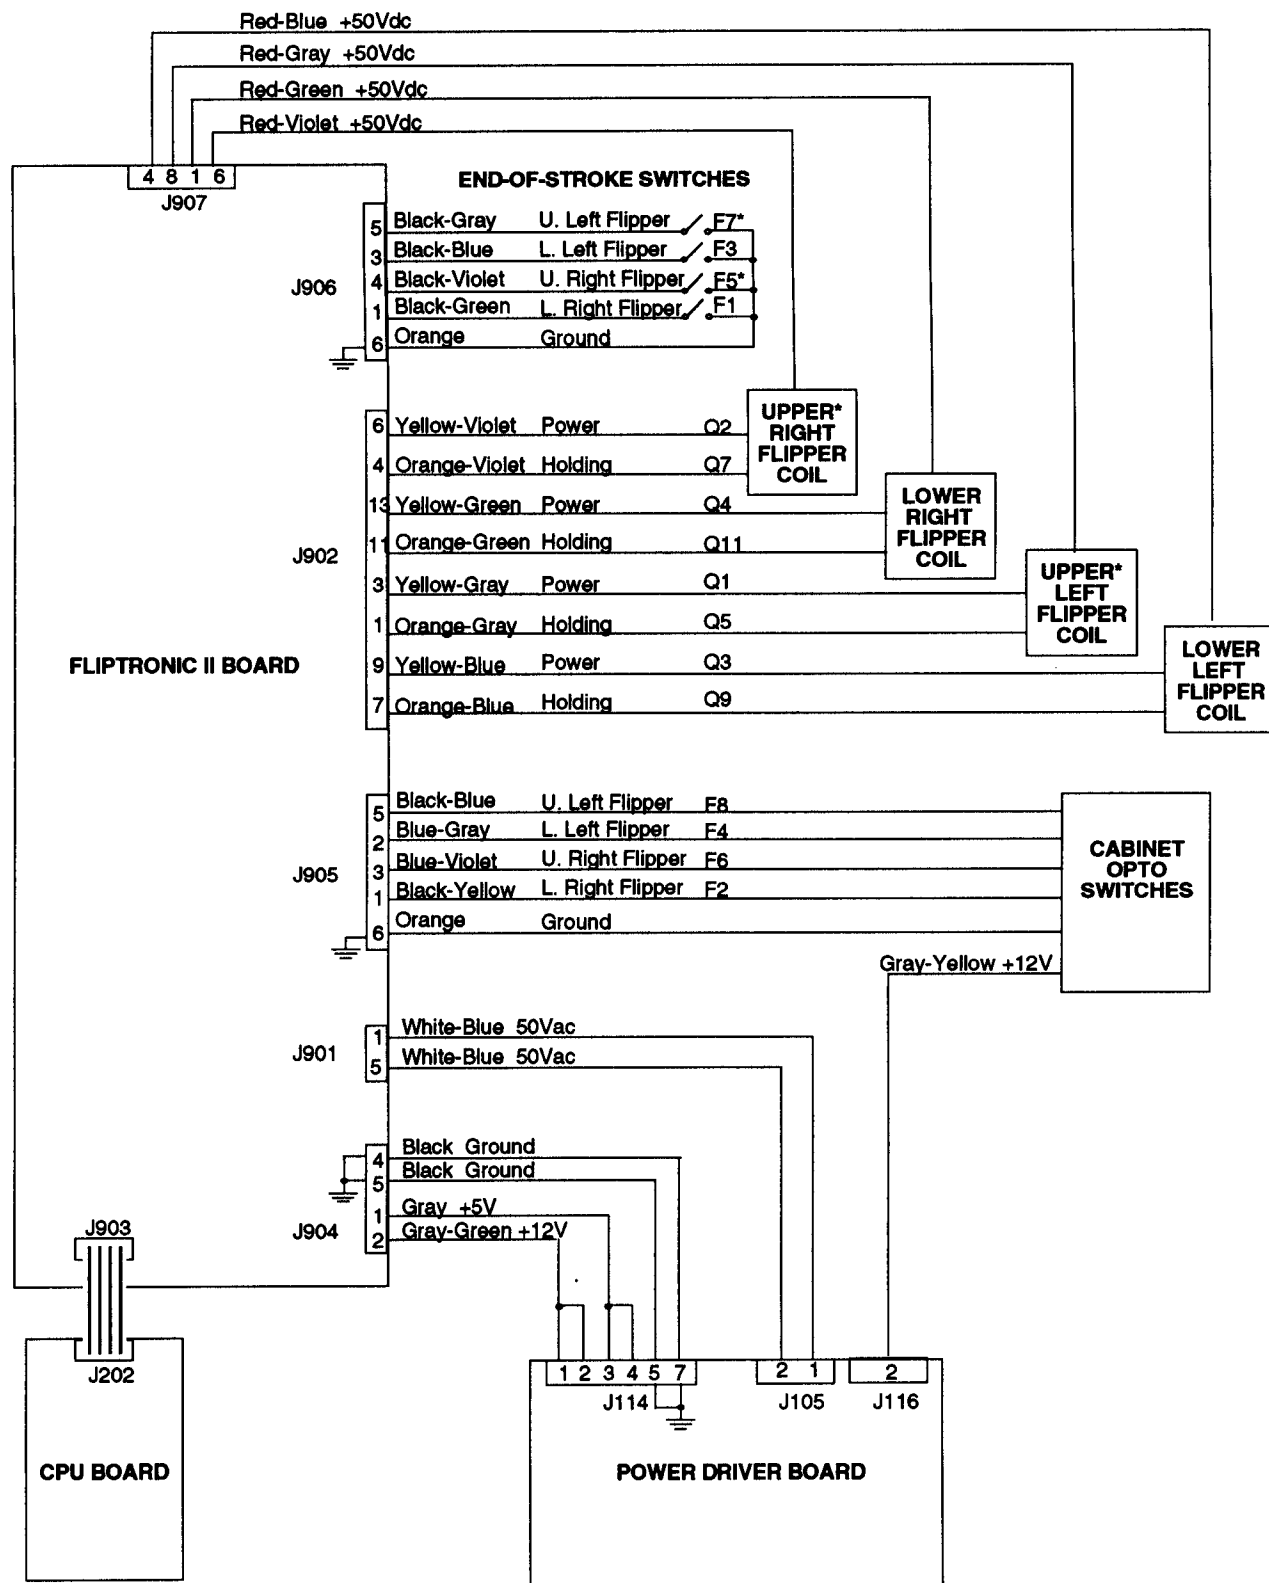 Red-Blue +50Vdc
Red-Gray +50Vdc
Red-Green +50Vdc
Red-Violet +50Vdc
4 8 1 6
J907
END-OF-STROKE SWITCHES
5 Black-Gray U. Left Flipper F7*
3 Black-Blue L. Left Flipper F3
J906
4 Black-Violet U. Right Flipper F5*
1 Black-Green L. Right Flipper F1
6 Orange Ground
UPPER*
RIGHT
FLIPPER
COIL
6 Yellow-Violet Power Q2
4 Orange-Violet Holding Q7
13 Yellow-Green Power Q4
LOWER
RIGHT
FLIPPER
COIL
J902
11 Orange-Green Holding Q11
3 Yellow-Gray Power Q1
UPPER*
LEFT
FLIPPER
COIL
1 Orange-Gray Holding Q5
FLIPTRONIC II BOARD
9 Yellow-Blue Power Q3
7 Orange-Blue Holding Q9
LOWER
LEFT
FLIPPER
COIL
5 Black-Blue U. Left Flipper F8
2 Blue-Gray L. Left Flipper F4
J905
3 Blue-Violet U. Right Flipper F6
1 Black-Yellow L. Right Flipper F2
6 Orange Ground
CABINET
OPTO
SWITCHES
Gray-Yellow +12V
1 White-Blue 50Vac
J901
5 White-Blue 50Vac
4 Black Ground
5 Black Ground
1 Gray +5V
J904
2 Gray-Green +12V
J903
J202
CPU BOARD
1 2 3 4 5 7
J114
2 1
J105
2
J116
POWER DRIVER BOARD